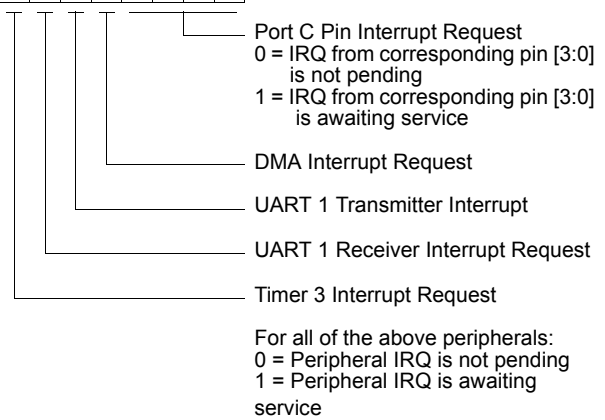 Port C Pin Interrupt Request
0 = IRQ from corresponding pin [3:0]
is not pending
1 = IRQ from corresponding pin [3:0]
is awaiting service
DMA Interrupt Request
UART 1 Transmitter Interrupt
UART 1 Receiver Interrupt Request
Timer 3 Interrupt Request
For all of the above peripherals:
0 = Peripheral IRQ is not pending
1 = Peripheral IRQ is awaiting
service